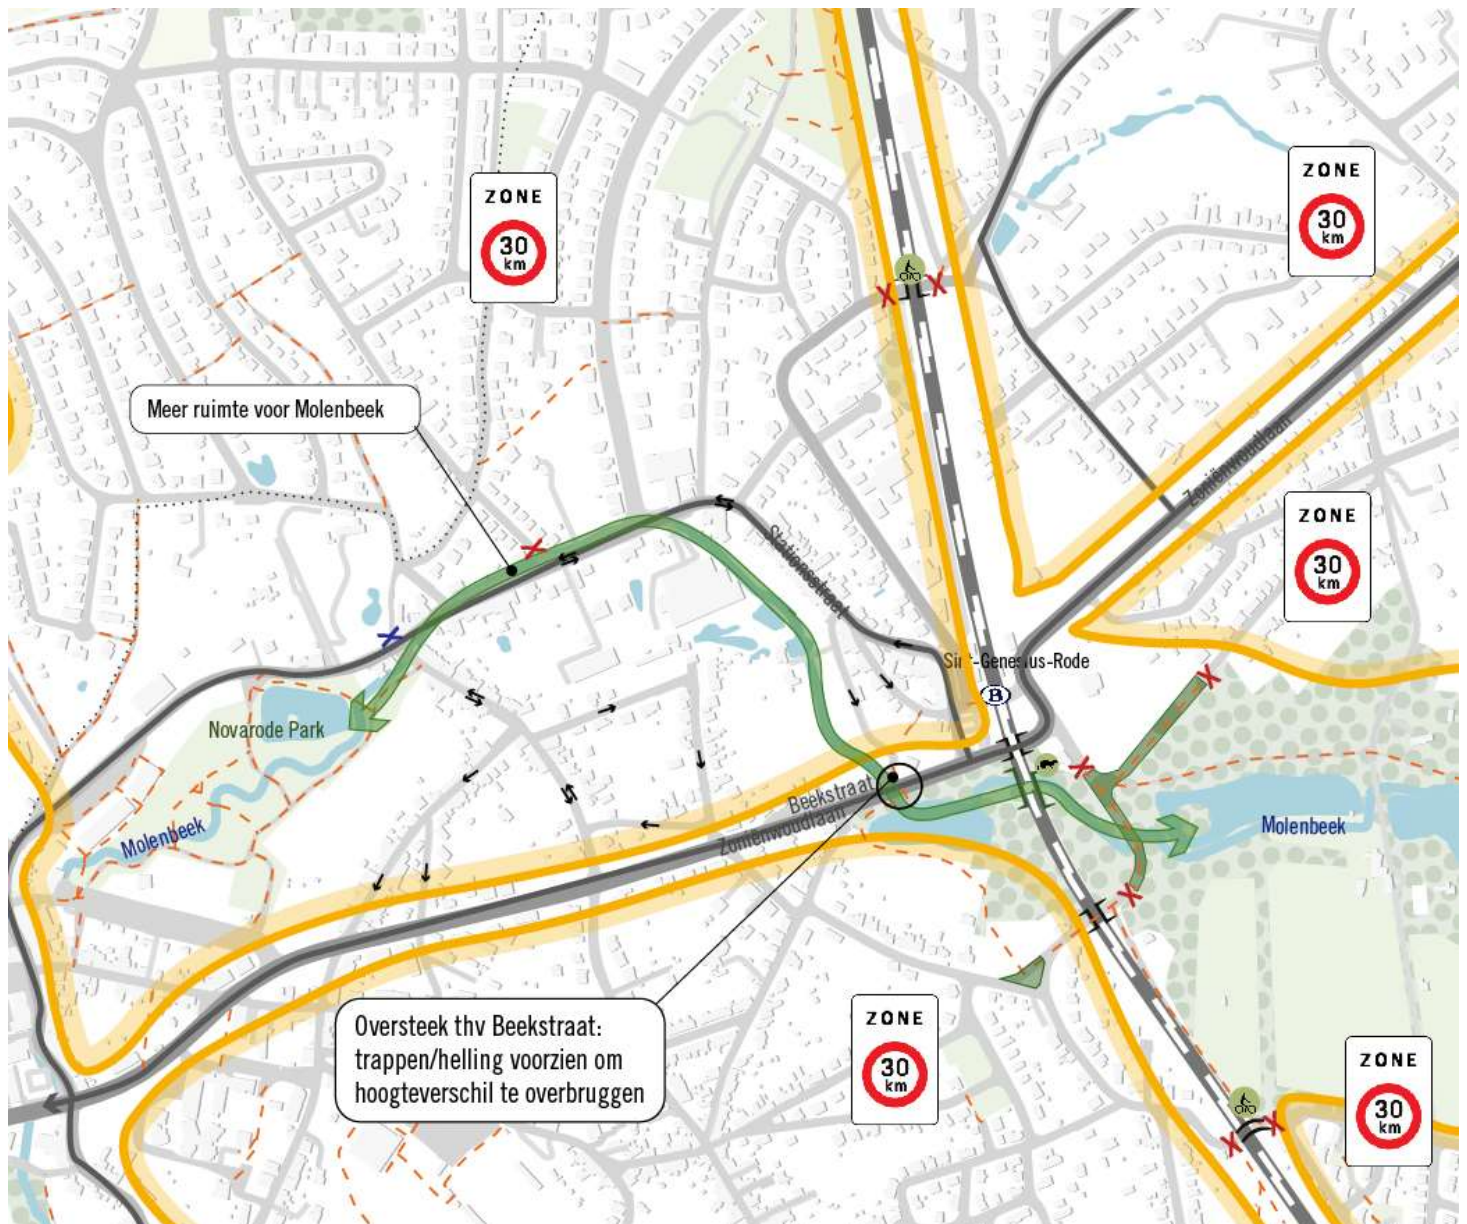 ZONE
30
km
ZONE
30
km
Meer ruimte voor Molenbeek
Zoniënwoudlaan
ZONE
30
km
Stationsstraat
Sint-Genesius-Rode
B
Novarode Park
Beekstraat
Zoniënwoudlaan
Molenbeek
Molenbeek
Oversteek thv Beekstraat:
trappen/helling voorzien om
hoogteverschil te overbruggen
ZONE
30
km
ZONE
30
km